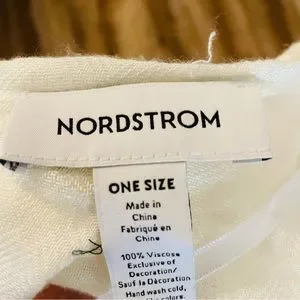 NORDSTROM
ONE SIZE
Made in
China
Fabriqué en
Chine
100% Viscose
Exclusive of
Decoration/
Sauf la Décoration
Hand wash cold,